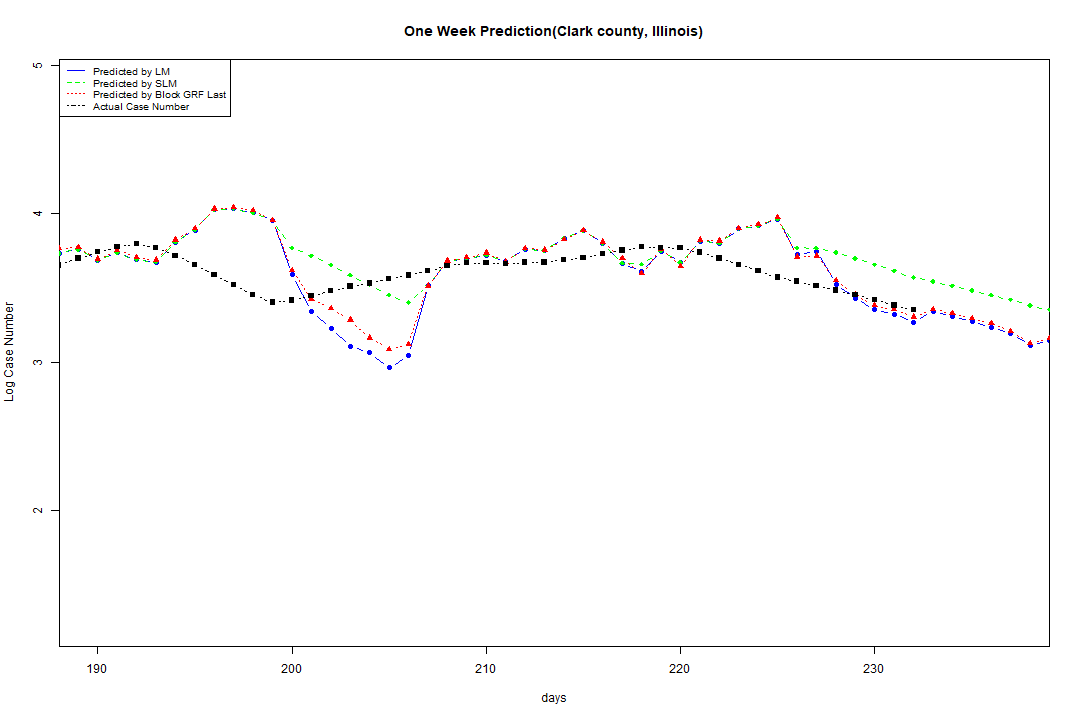 One Week Prediction(Clark county, Illinois)
Predicted by LM
Predicted by SLM
Predicted by Block GRF Last
Actual Case Number
5
4
3
2
Log Case Number
190 200 210 220 230
days